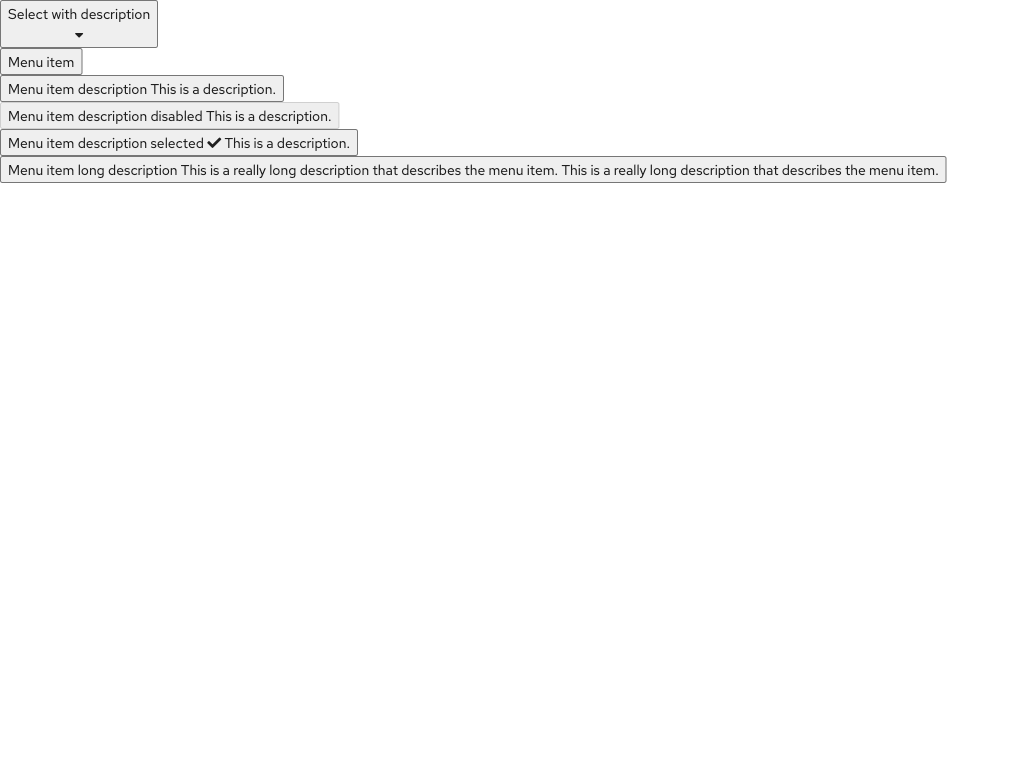 Select with description
Menu item
Menu item description This is a description.
Menu item description disabled This is a description.
Menu item description selected ✔ This is a description.
Menu item long description This is a really long description that describes the menu item. This is a really long description that describes the menu item.